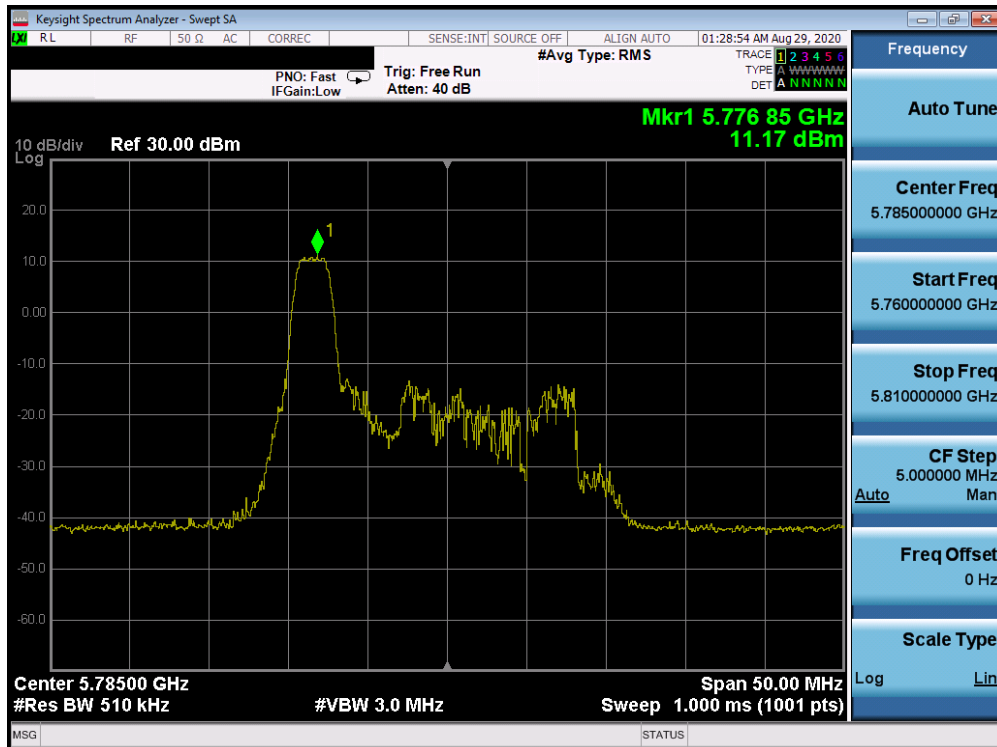 Keysight Spectrum Analyzer - Swept SA
LXI RL RF 50 Ω AC CORREC SENSE:INT SOURCE OFF ALIGN AUTO 01:28:54 AM Aug 29, 2020
#Avg Type: RMS
TRACE 1 2 3 4 5 6
PNO: Fast Trig: Free Run
TYPE A WWWWW
IFGain:Low Atten: 40 dB
DET A N N N N N
Mkr1 5.776 85 GHz
11.17 dBm
10 dB/div Ref 30.00 dBm
Log
1
20.0
10.0
0.00
-10.0
-20.0
-30.0
-40.0
-50.0
-60.0
Center 5.78500 GHz Span 50.00 MHz
#Res BW 510 kHz #VBW 3.0 MHz Sweep 1.000 ms (1001 pts)
MSG STATUS
Frequency
Auto Tune
Center Freq
5.785000000 GHz
Start Freq
5.760000000 GHz
Stop Freq
5.810000000 GHz
CF Step
5.000000 MHz
Auto Man
Freq Offset
0 Hz
Scale Type
Log Lin